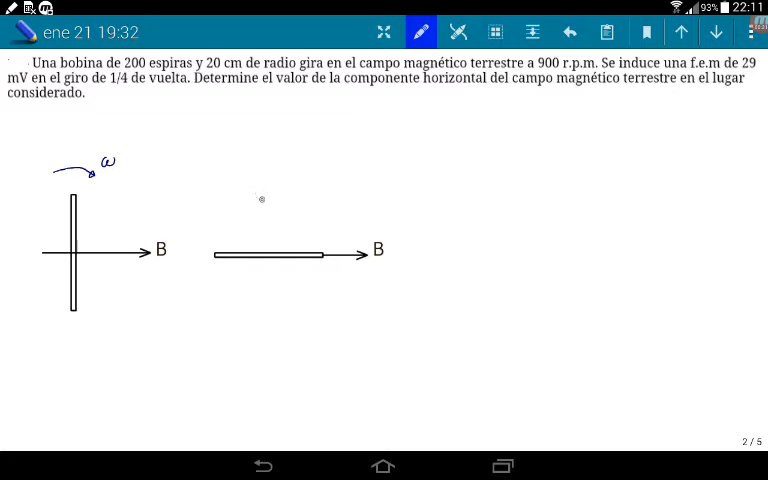 93% 22:11
ene 21 19:32
Una bobina de 200 espiras y 20 cm de radio gira en el campo magnético terrestre a 900 r.p.m. Se induce una f.e.m de 29
mV en el giro de 1/4 de vuelta. Determine el valor de la componente horizontal del campo magnético terrestre en el lugar
considerado.
ω
B
B
2 / 5